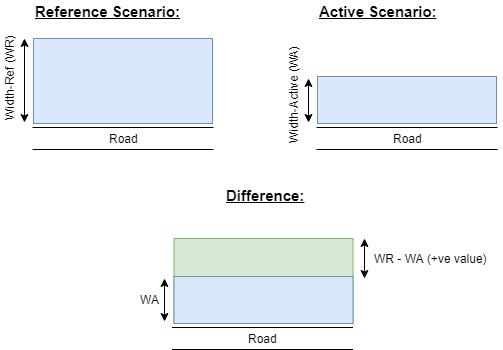 Reference Scenario:
Active Scenario:
Width-Ref (WR)
Width-Active (WA)
Road
Road
Difference:
WR - WA (+ve value)
WA
Road